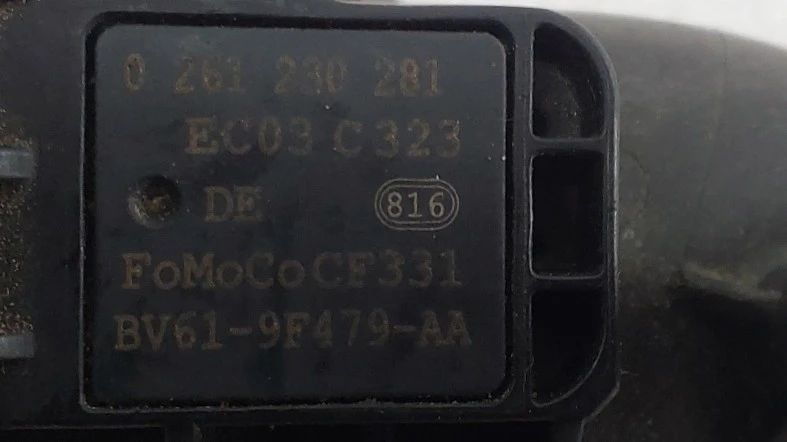 0 261 230 281
EC03 C323
DE 816
FoMoCoCF331
BV61-9F479-AA